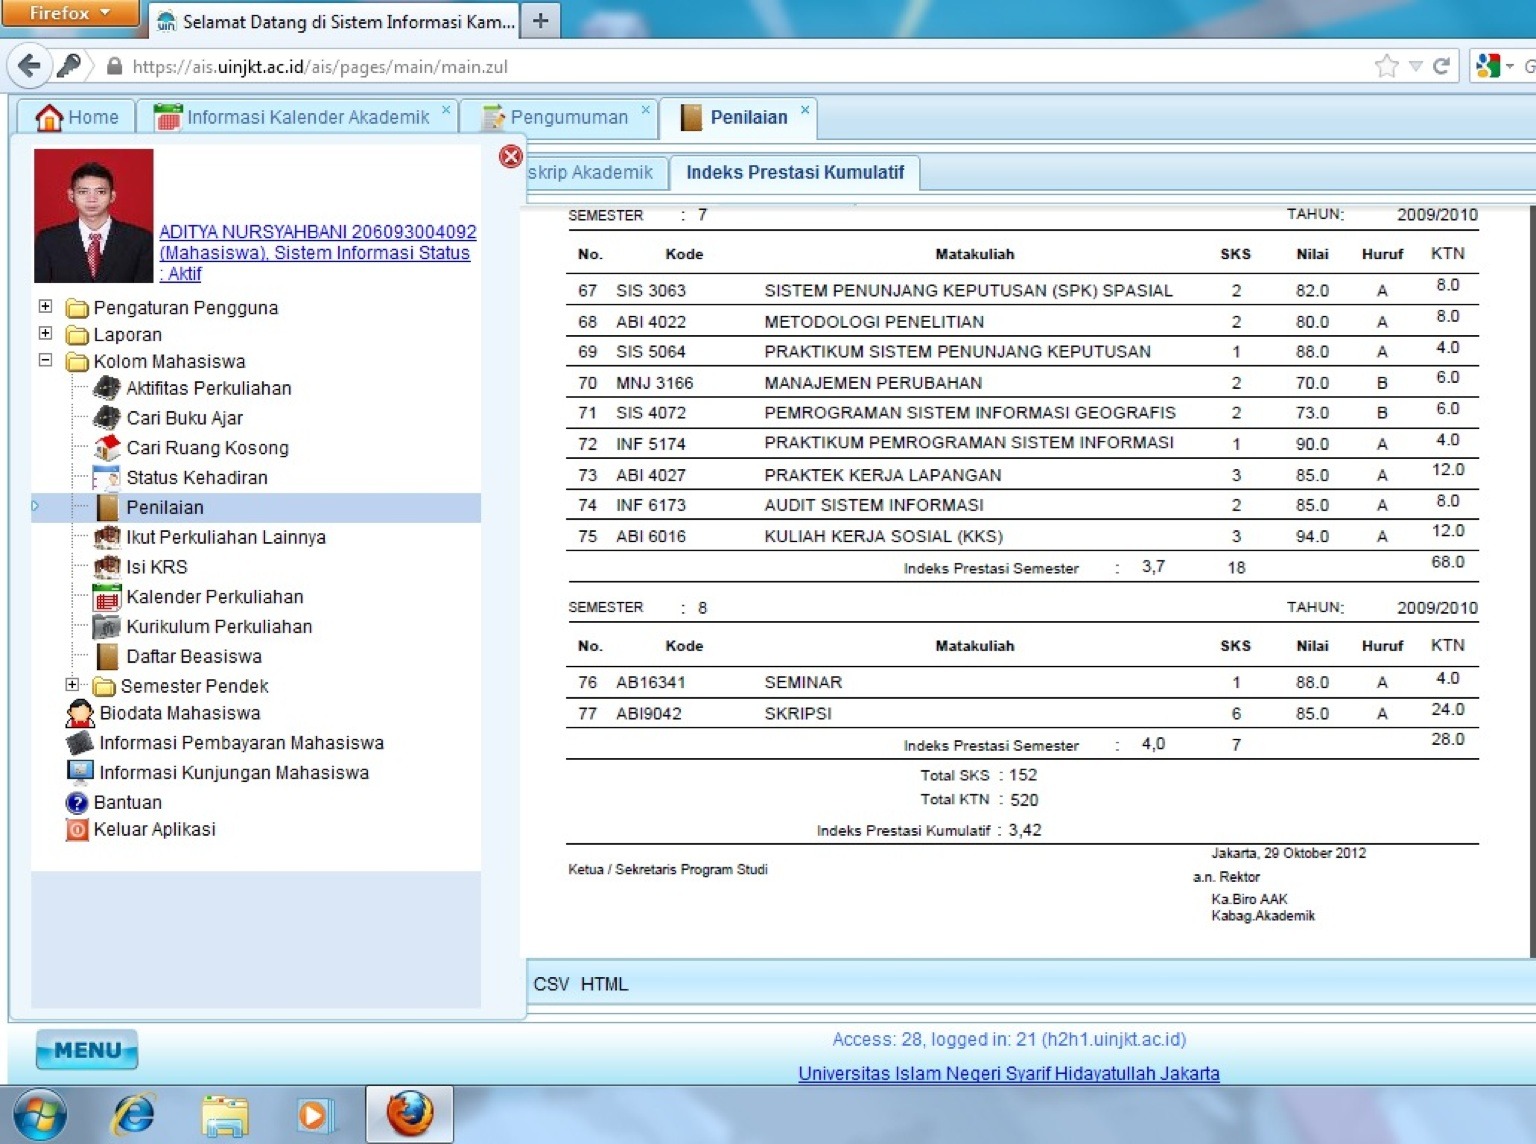 Firefox
Selamat Datang di Sistem Informasi Kam...
https://ais.uinjkt.ac.id/ais/pages/main/main.zul
G
Home
Informasi Kalender Akademik
Pengumuman
Penilaian
skrip Akademik
Indeks Prestasi Kumulatif
ADITYA NURSYAHBANI 206093004092
(Mahasiswa), Sistem Informasi Status
: Aktif
Pengaturan Pengguna
Laporan
Kolom Mahasiswa
Aktifitas Perkuliahan
Cari Buku Ajar
Cari Ruang Kosong
Status Kehadiran
Penilaian
Ikut Perkuliahan Lainnya
Isi KRS
Kalender Perkuliahan
Kurikulum Perkuliahan
Daftar Beasiswa
Semester Pendek
Biodata Mahasiswa
Informasi Pembayaran Mahasiswa
Informasi Kunjungan Mahasiswa
Bantuan
Keluar Aplikasi
SEMESTER : 7 TAHUN: 2009/2010
No. Kode Matakuliah SKS Nilai Huruf KTN
67 SIS 3063 SISTEM PENUNJANG KEPUTUSAN (SPK) SPASIAL 2 82.0 A 8.0
68 ABI 4022 METODOLOGI PENELITIAN 2 80.0 A 8.0
69 SIS 5064 PRAKTIKUM SISTEM PENUNJANG KEPUTUSAN 1 88.0 A 4.0
70 MNJ 3166 MANAJEMEN PERUBAHAN 2 70.0 B 6.0
71 SIS 4072 PEMROGRAMAN SISTEM INFORMASI GEOGRAFIS 2 73.0 B 6.0
72 INF 5174 PRAKTIKUM PEMROGRAMAN SISTEM INFORMASI 1 90.0 A 4.0
73 ABI 4027 PRAKTEK KERJA LAPANGAN 3 85.0 A 12.0
74 INF 6173 AUDIT SISTEM INFORMASI 2 85.0 A 8.0
75 ABI 6016 KULIAH KERJA SOSIAL (KKS) 3 94.0 A 12.0
Indeks Prestasi Semester : 3,7 18 68.0
SEMESTER : 8 TAHUN: 2009/2010
No. Kode Matakuliah SKS Nilai Huruf KTN
76 AB16341 SEMINAR 1 88.0 A 4.0
77 ABI9042 SKRIPSI 6 85.0 A 24.0
Indeks Prestasi Semester : 4,0 7 28.0
Total SKS : 152
Total KTN : 520
Indeks Prestasi Kumulatif : 3,42
Jakarta, 29 Oktober 2012
Ketua / Sekretaris Program Studi
a.n. Rektor
Ka.Biro AAK
Kabag.Akademik
CSV HTML
MENU
Access: 28, logged in: 21 (h2h1.uinjkt.ac.id)
Universitas Islam Negeri Syarif Hidayatullah Jakarta